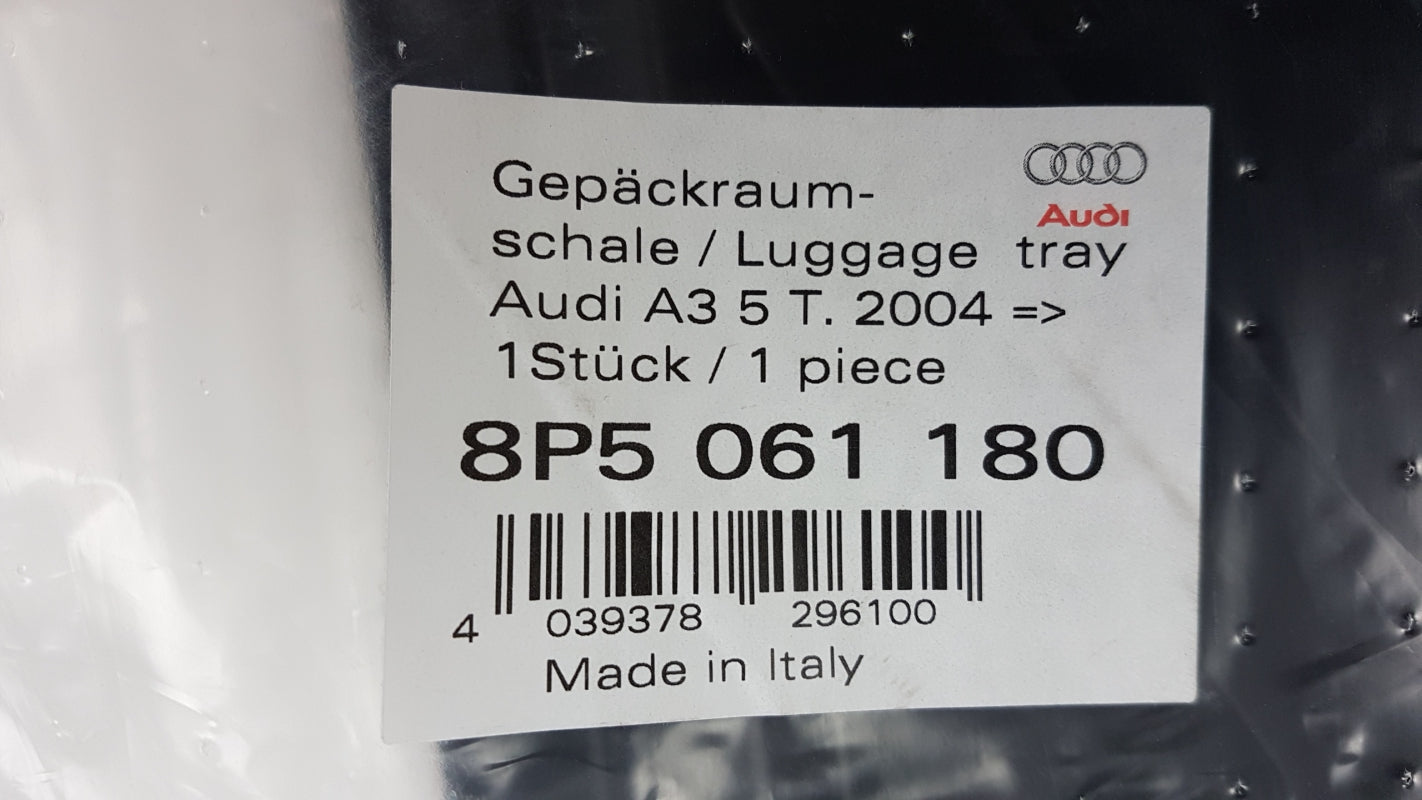 Gepäckraum-
Audi
schale / Luggage tray
Audi A3 5 T. 2004 =>
1Stück / 1 piece
8P5 061 180
4 039378 296100
Made in Italy